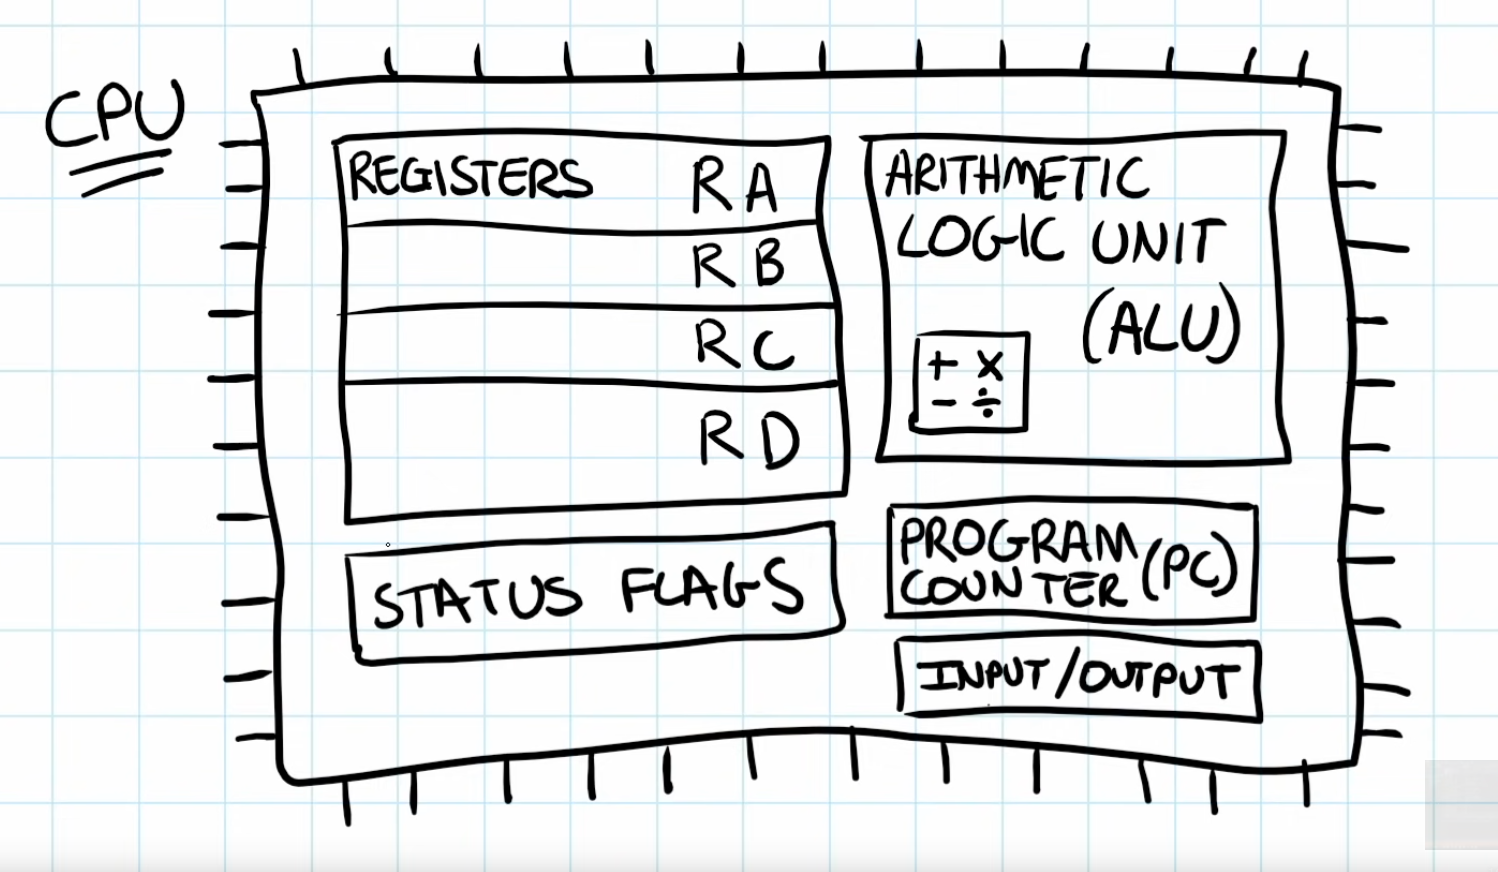 CPU
REGISTERS RA
RB
RC
RD
STATUS FLAGS
ARITHMETIC
LOGIC UNIT
(ALU)
+ ×
− ÷
PROGRAM
COUNTER (PC)
INPUT/OUTPUT